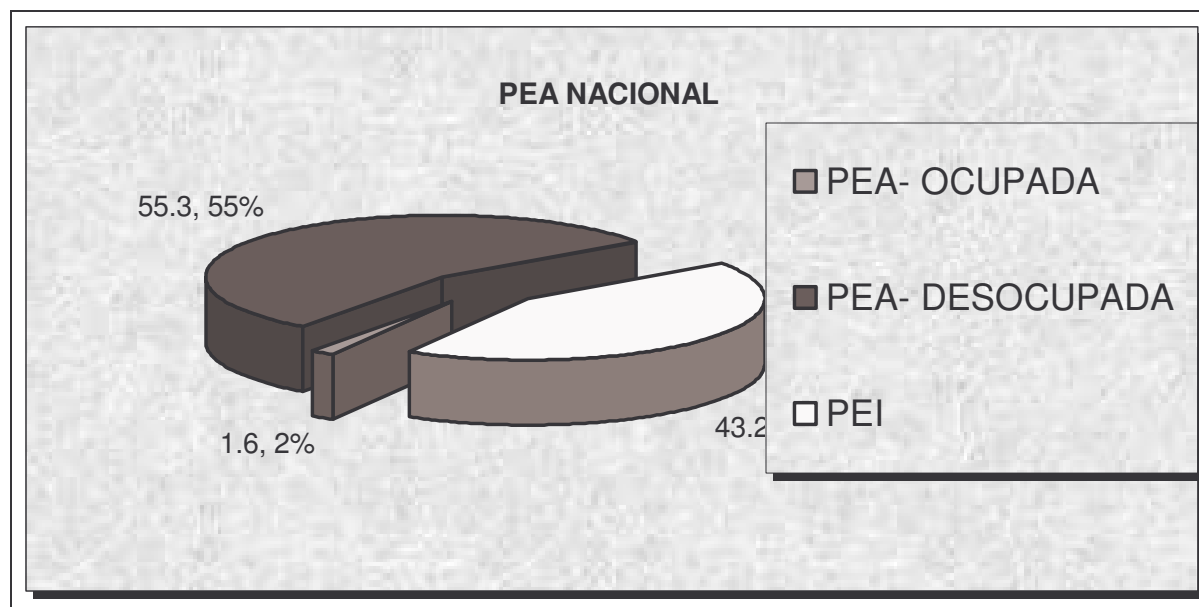 PEA NACIONAL
55.3, 55%
1.6, 2%
43.2
PEA- OCUPADA
PEA- DESOCUPADA
PEI